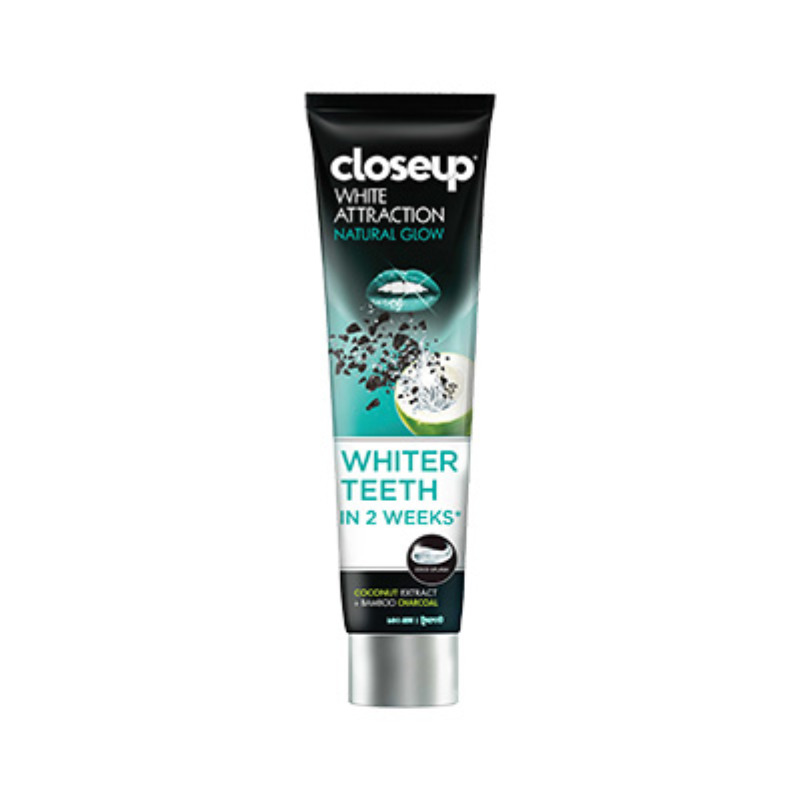 closeup
WHITE
ATTRACTION
NATURAL GLOW
WHITER
TEETH
IN 2 WEEKS*
COCONUT EXTRACT
+ BAMBOO CHARCOAL